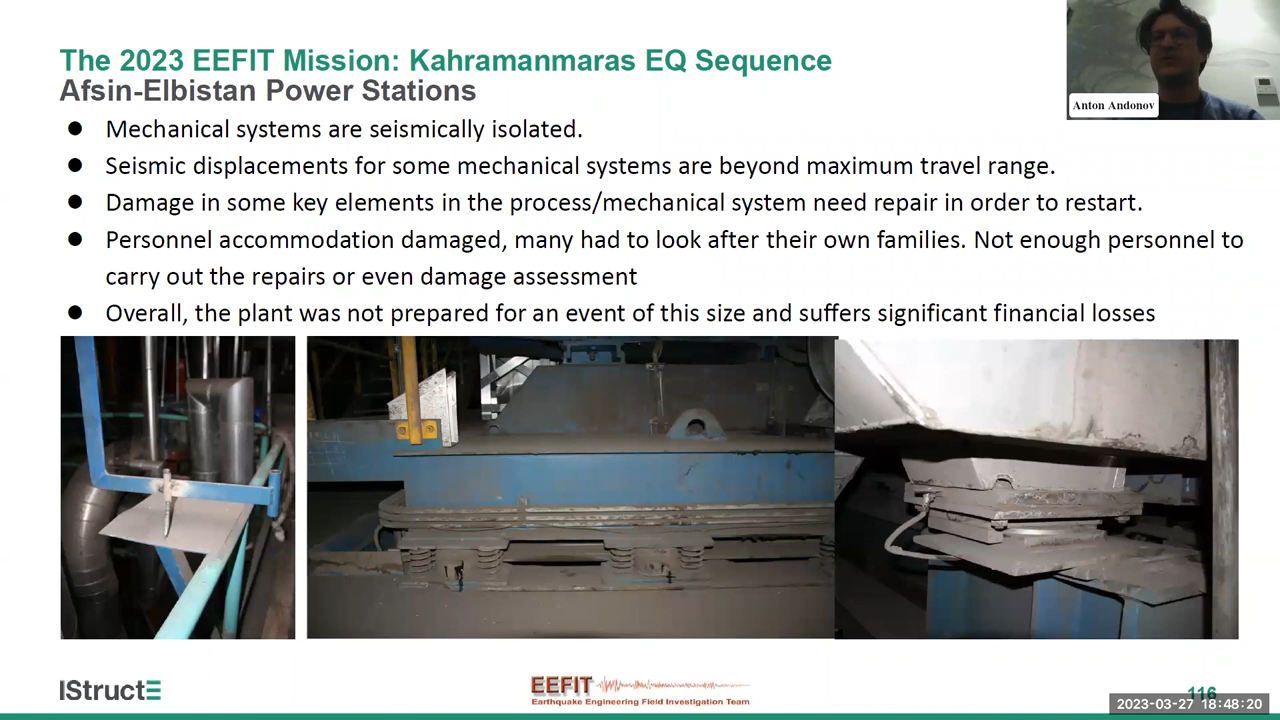 The 2023 EEFIT Mission: Kahramanmaras EQ Sequence
Afsin-Elbistan Power Stations
Anton Andonov
● Mechanical systems are seismically isolated.
● Seismic displacements for some mechanical systems are beyond maximum travel range.
● Damage in some key elements in the process/mechanical system need repair in order to restart.
● Personnel accommodation damaged, many had to look after their own families. Not enough personnel to
carry out the repairs or even damage assessment
● Overall, the plant was not prepared for an event of this size and suffers significant financial losses
IStructE
EEFIT
Earthquake Engineering Field Investigation Team
116
2023-03-27 18:48:20